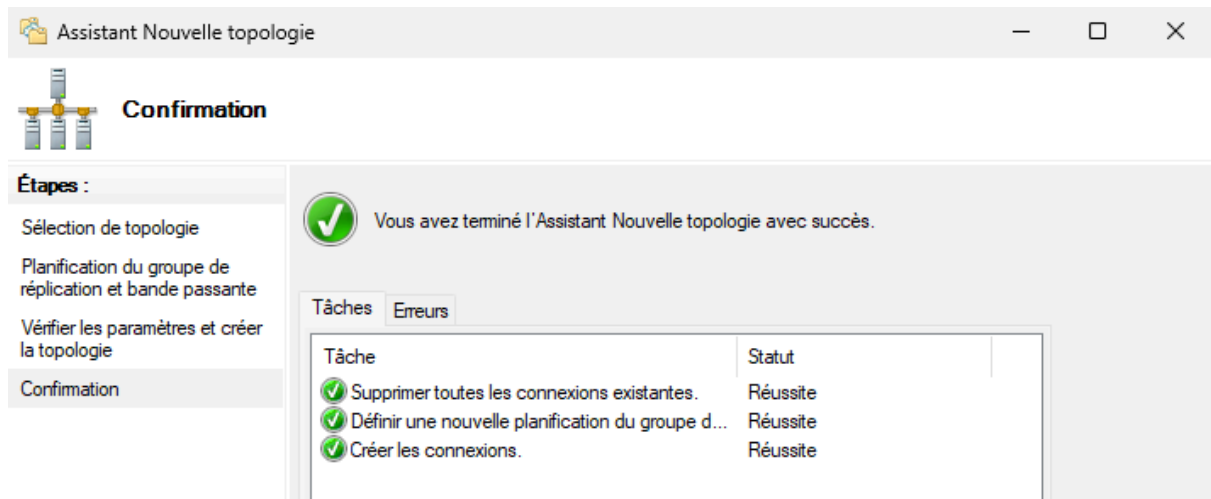 Assistant Nouvelle topologie
Confirmation
Étapes :
Sélection de topologie
Planification du groupe de
réplication et bande passante
Vérifier les paramètres et créer
la topologie
Confirmation
Vous avez terminé l'Assistant Nouvelle topologie avec succès.
Tâches Erreurs
Tâche Statut
Supprimer toutes les connexions existantes. Réussite
Définir une nouvelle planification du groupe d... Réussite
Créer les connexions. Réussite